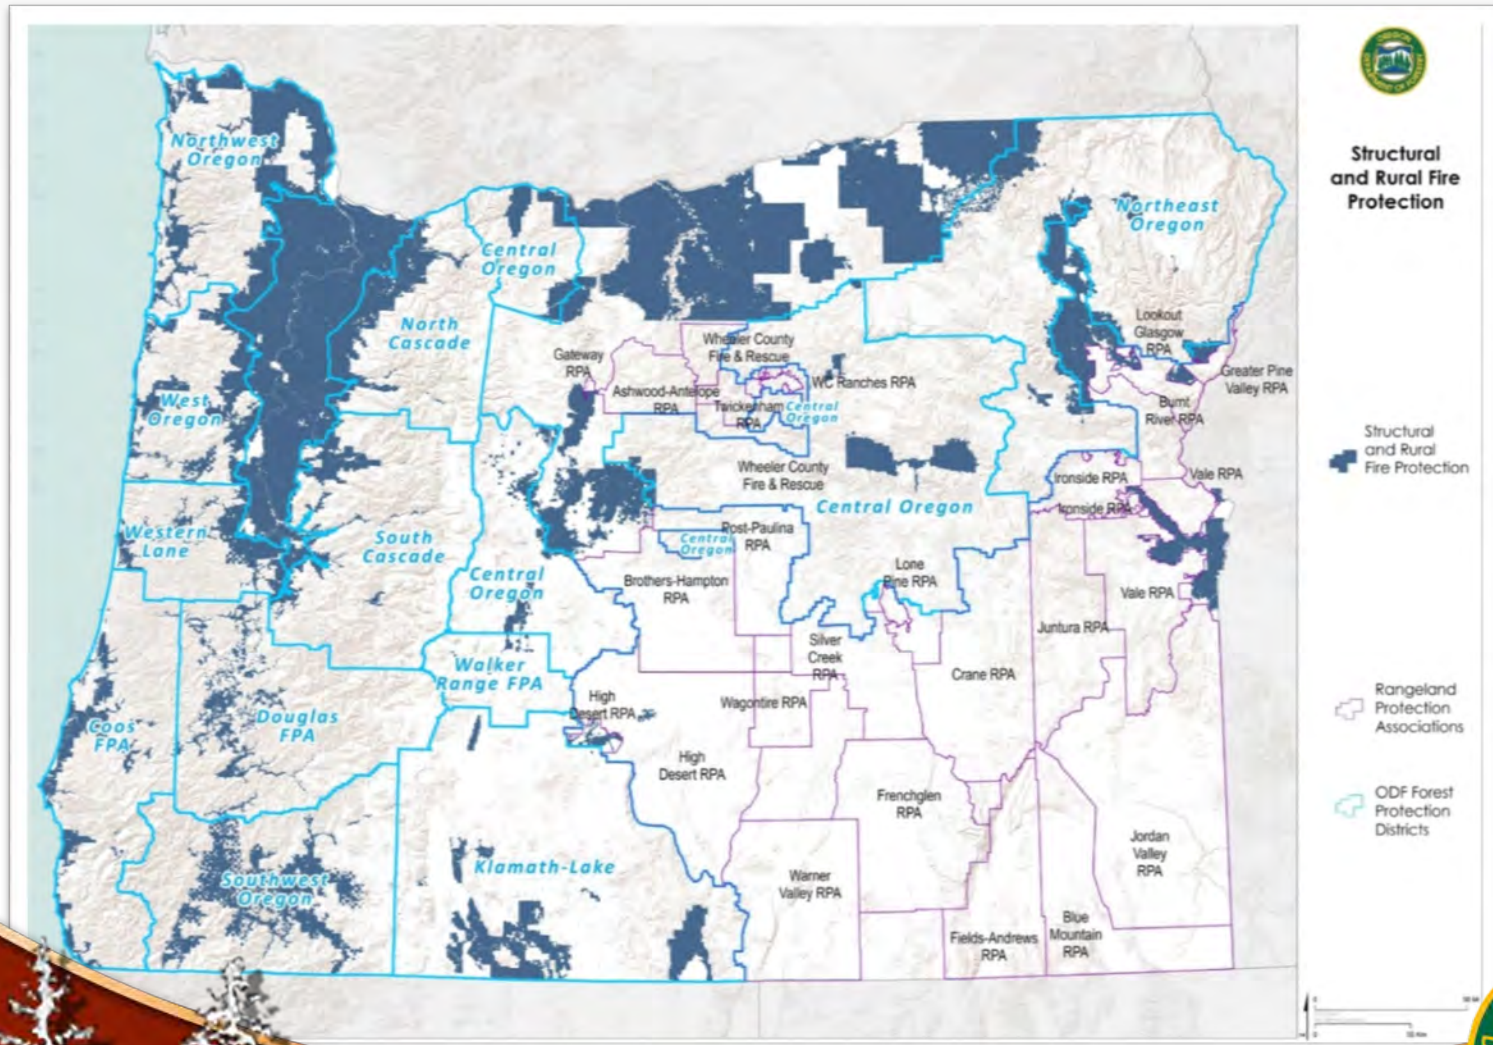 OREGON
Structural
and Rural Fire
Protection
Structural
and Rural
Fire Protection
Rangeland
Protection
Associations
ODF Forest
Protection
Districts
Northwest
Oregon
Central
Oregon
Northeast
Oregon
North
Cascade
West
Oregon
Western
Lane
South
Cascade
Central
Oregon
Walker
Range FPA
Coos
FPA
Douglas
FPA
Southwest
Oregon
Klamath-Lake
Central Oregon
Central
Oregon
Central
Oregon
Gateway
RPA
Ashwood-Antelope
RPA
Wheeler County
Fire & Rescue
WC Ranches RPA
Twickenham
RPA
Wheeler County
Fire & Rescue
Lookout
Glasgow
RPA
Greater Pine
Valley RPA
Burnt
River RPA
Ironside RPA
Vale RPA
Ironside RPA
Post-Paulina
RPA
Brothers-Hampton
RPA
Lone
Pine RPA
Vale RPA
Juntura RPA
Silver
Creek
RPA
Crane RPA
Wagontire RPA
High
Desert RPA
High
Desert RPA
Frenchglen
RPA
Warner
Valley RPA
Jordan
Valley
RPA
Fields-Andrews
RPA
Blue
Mountain
RPA